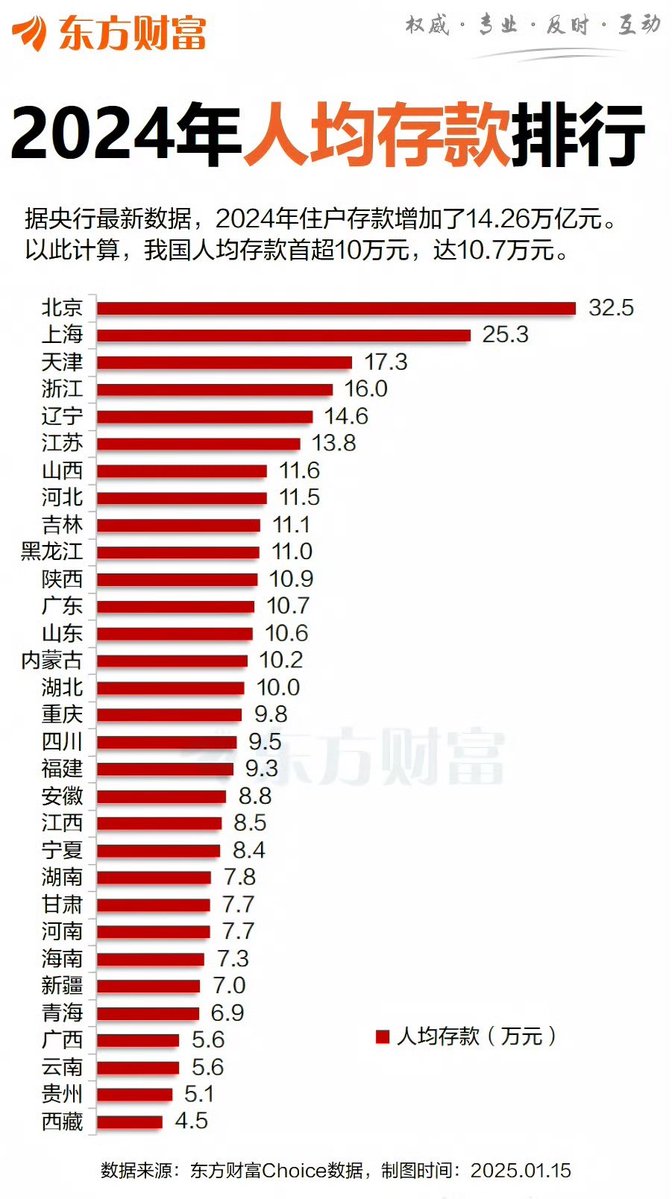 东方财富
权威·专业·及时·互动
2024年人均存款排行
据央行最新数据，2024年住户存款增加了14.26万亿元。
以此计算，我国人均存款首超10万元，达10.7万元。
北京 32.5
上海 25.3
天津 17.3
浙江 16.0
辽宁 14.6
江苏 13.8
山西 11.6
河北 11.5
吉林 11.1
黑龙江 11.0
陕西 10.9
广东 10.7
山东 10.6
内蒙古 10.2
湖北 10.0
重庆 9.8
四川 9.5
福建 9.3
安徽 8.8
江西 8.5
宁夏 8.4
湖南 7.8
甘肃 7.7
河南 7.7
海南 7.3
新疆 7.0
青海 6.9
广西 5.6
云南 5.6
贵州 5.1
西藏 4.5
东方财富
人均存款（万元）
数据来源：东方财富Choice数据，制图时间：2025.01.15